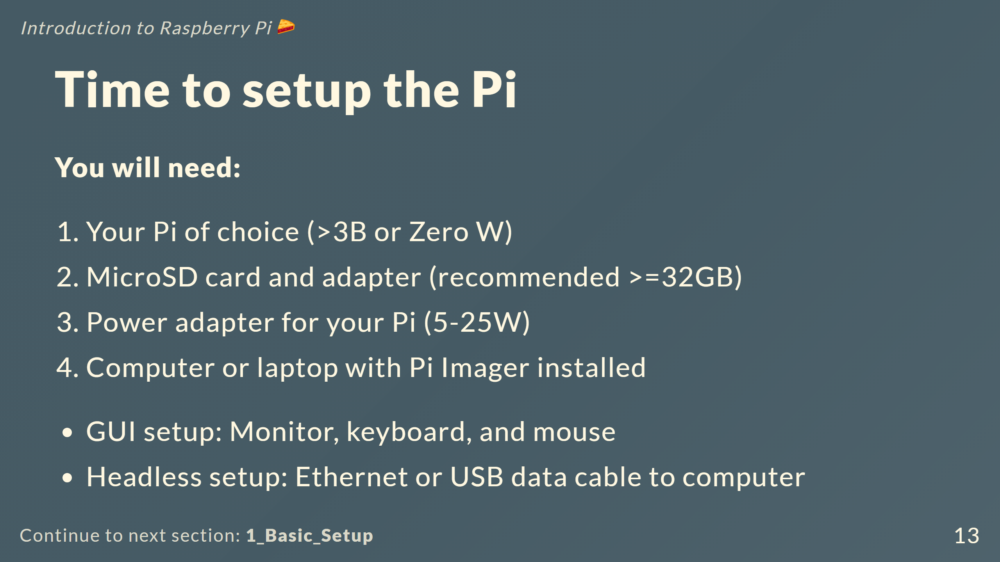 Introduction to Raspberry Pi 🥧
Time to setup the Pi
You will need:
1. Your Pi of choice (>3B or Zero W)
2. MicroSD card and adapter (recommended >=32GB)
3. Power adapter for your Pi (5-25W)
4. Computer or laptop with Pi Imager installed
• GUI setup: Monitor, keyboard, and mouse
• Headless setup: Ethernet or USB data cable to computer
Continue to next section: 1_Basic_Setup
13